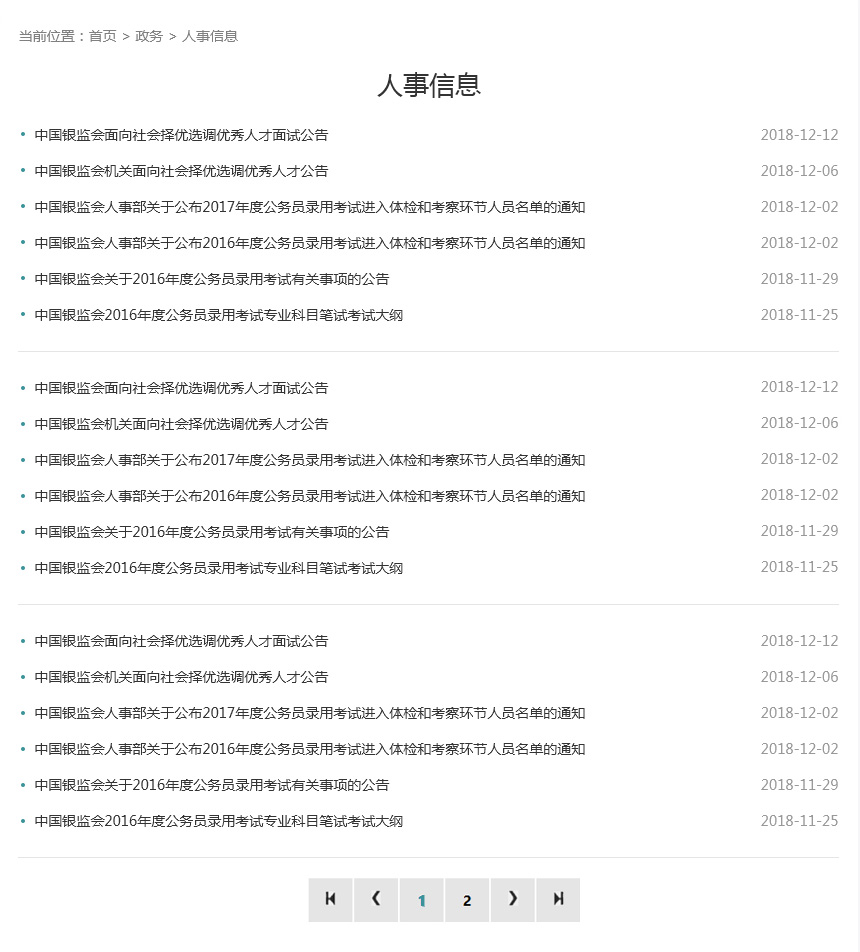 当前位置：首页 > 政务 > 人事信息
人事信息
中国银监会面向社会择优选调优秀人才面试公告 2018-12-12
中国银监会机关面向社会择优选调优秀人才公告 2018-12-06
中国银监会人事部关于公布2017年度公务员录用考试进入体检和考察环节人员名单的通知 2018-12-02
中国银监会人事部关于公布2016年度公务员录用考试进入体检和考察环节人员名单的通知 2018-12-02
中国银监会关于2016年度公务员录用考试有关事项的公告 2018-11-29
中国银监会2016年度公务员录用考试专业科目笔试考试大纲 2018-11-25
中国银监会面向社会择优选调优秀人才面试公告 2018-12-12
中国银监会机关面向社会择优选调优秀人才公告 2018-12-06
中国银监会人事部关于公布2017年度公务员录用考试进入体检和考察环节人员名单的通知 2018-12-02
中国银监会人事部关于公布2016年度公务员录用考试进入体检和考察环节人员名单的通知 2018-12-02
中国银监会关于2016年度公务员录用考试有关事项的公告 2018-11-29
中国银监会2016年度公务员录用考试专业科目笔试考试大纲 2018-11-25
中国银监会面向社会择优选调优秀人才面试公告 2018-12-12
中国银监会机关面向社会择优选调优秀人才公告 2018-12-06
中国银监会人事部关于公布2017年度公务员录用考试进入体检和考察环节人员名单的通知 2018-12-02
中国银监会人事部关于公布2016年度公务员录用考试进入体检和考察环节人员名单的通知 2018-12-02
中国银监会关于2016年度公务员录用考试有关事项的公告 2018-11-29
中国银监会2016年度公务员录用考试专业科目笔试考试大纲 2018-11-25
1 2